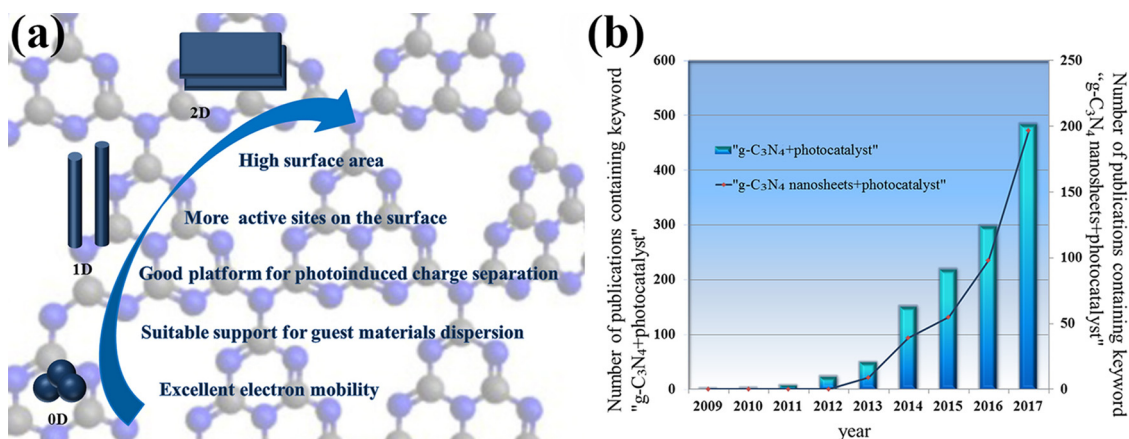 (a)
2D
High surface area
More active sites on the surface
1D
Good platform for photoinduced charge separation
Suitable support for guest materials dispersion
Excellent electron mobility
0D
(b)
Number of publications containing keyword
"g-C₃N₄+photocatalyst"
600
500
400
300
200
100
0
"g-C₃N₄+photocatalyst"
"g-C₃N₄ nanosheets+photocatalyst"
250
200
150
100
50
0
Number of publications containing keyword
"g-C₃N₄ nanosheets+photocatalyst"
2009 2010 2011 2012 2013 2014 2015 2016 2017
year